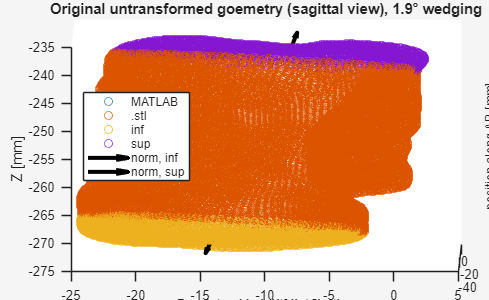 Original untransformed goemetry (sagittal view), 1.9° wedging
-235
-240
-245
-250
-255
-260
-265
-270
-275
Z [mm]
MATLAB
.stl
inf
sup
norm, inf
norm, sup
-25
-20
-15
-10
-5
0
5
0
-20
-40